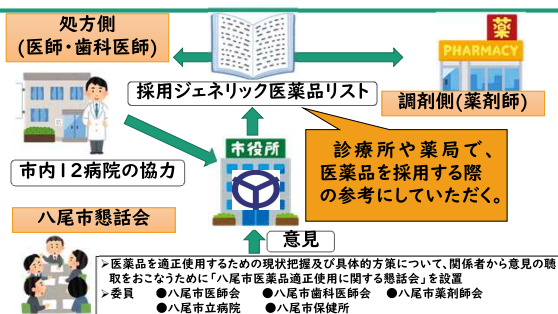 処方側
(医師・歯科医師)
薬
PHARMACY
採用ジェネリック医薬品リスト
調剤側(薬剤師)
市役所
市内12病院の協力
診療所や薬局で、
医薬品を採用する際
の参考にしていただく。
八尾市懇話会
意見
➢医薬品を適正使用するための現状把握及び具体的方策について、関係者から意見の聴
取をおこなうために「八尾市医薬品適正使用に関する懇話会」を設置
➢委員 ●八尾市医師会 ●八尾市歯科医師会 ●八尾市薬剤師会
●八尾市立病院 ●八尾市保健所